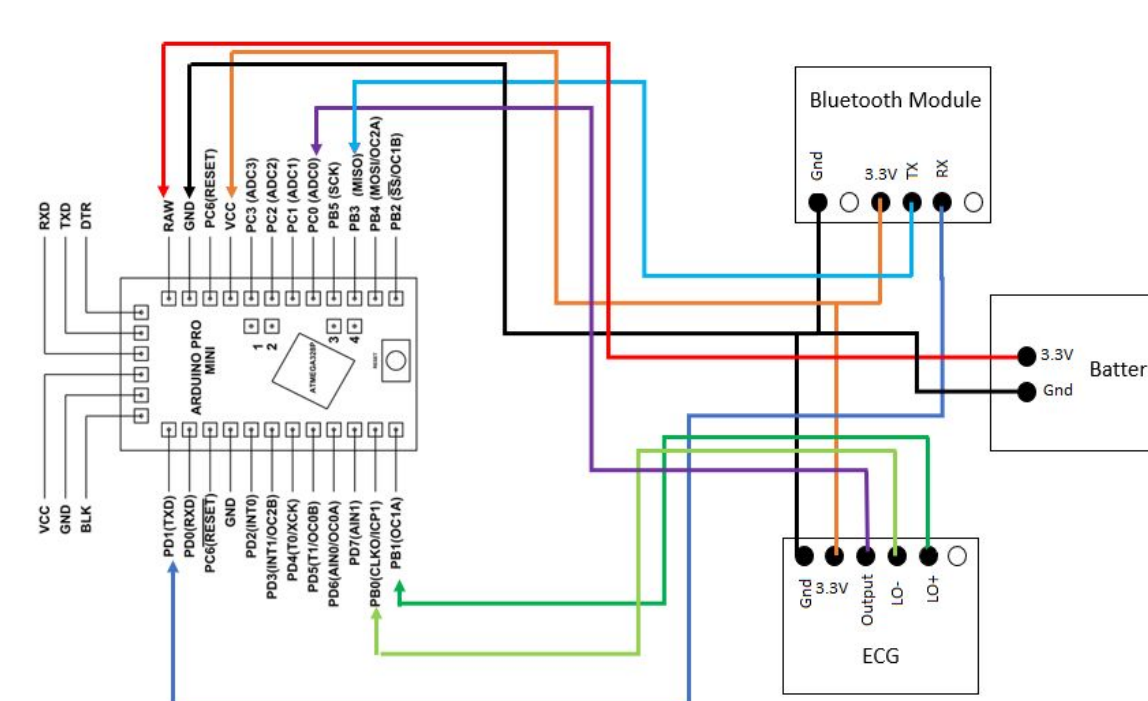 RXD
TXD
DTR
RAW
GND
PC6(RESET)
VCC
PC3 (ADC3)
PC2 (ADC2)
PC1 (ADC1)
PC0 (ADC0)
PB5 (SCK)
PB3 (MISO)
PB4 (MOSI/OC2A)
PB2 (SS/OC1B)
ARDUINO PRO
MINI
1
2
3
4
ATMEGA328P
RESET
VCC
GND
BLK
PD1(TXD)
PD0(RXD)
PC6(RESET)
GND
PD2(INT0)
PD3(INT1/OC2B)
PD4(T0/XCK)
PD5(T1/OC0B)
PD6(AIN0/OC0A)
PD7(AIN1)
PB0(CLKO/ICP1)
PB1(OC1A)
Bluetooth Module
Gnd
3.3V
TX
RX
3.3V
Batter
Gnd
Gnd
3.3V
Output
LO-
LO+
ECG